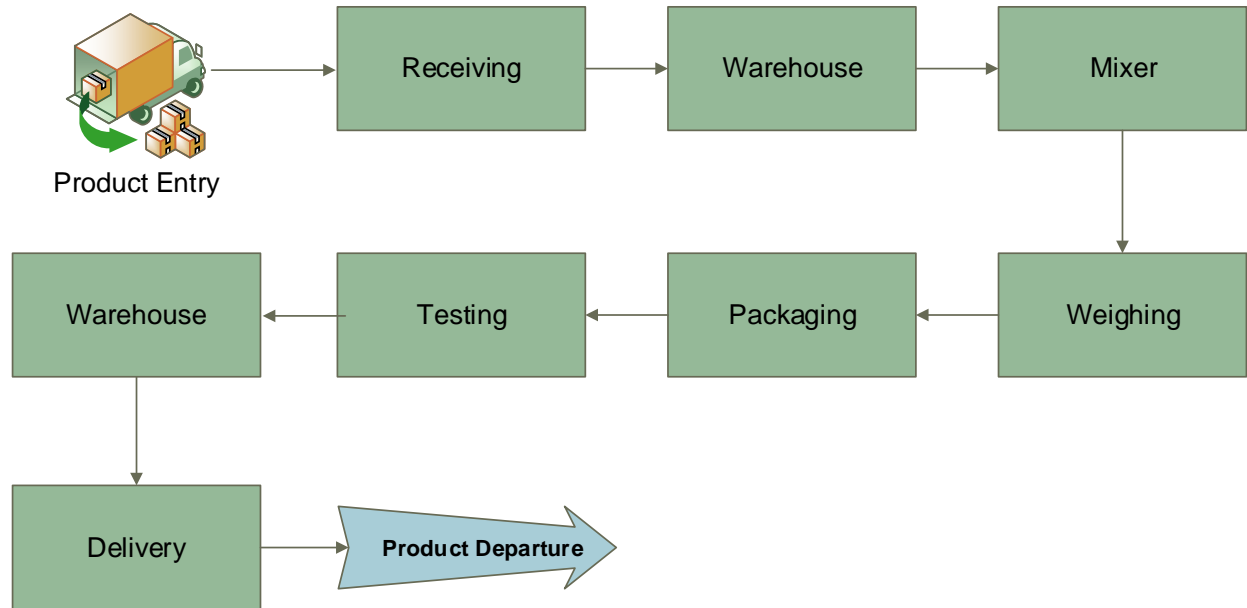 Receiving
Warehouse
Mixer
Product Entry
Warehouse
Testing
Packaging
Weighing
Delivery
Product Departure